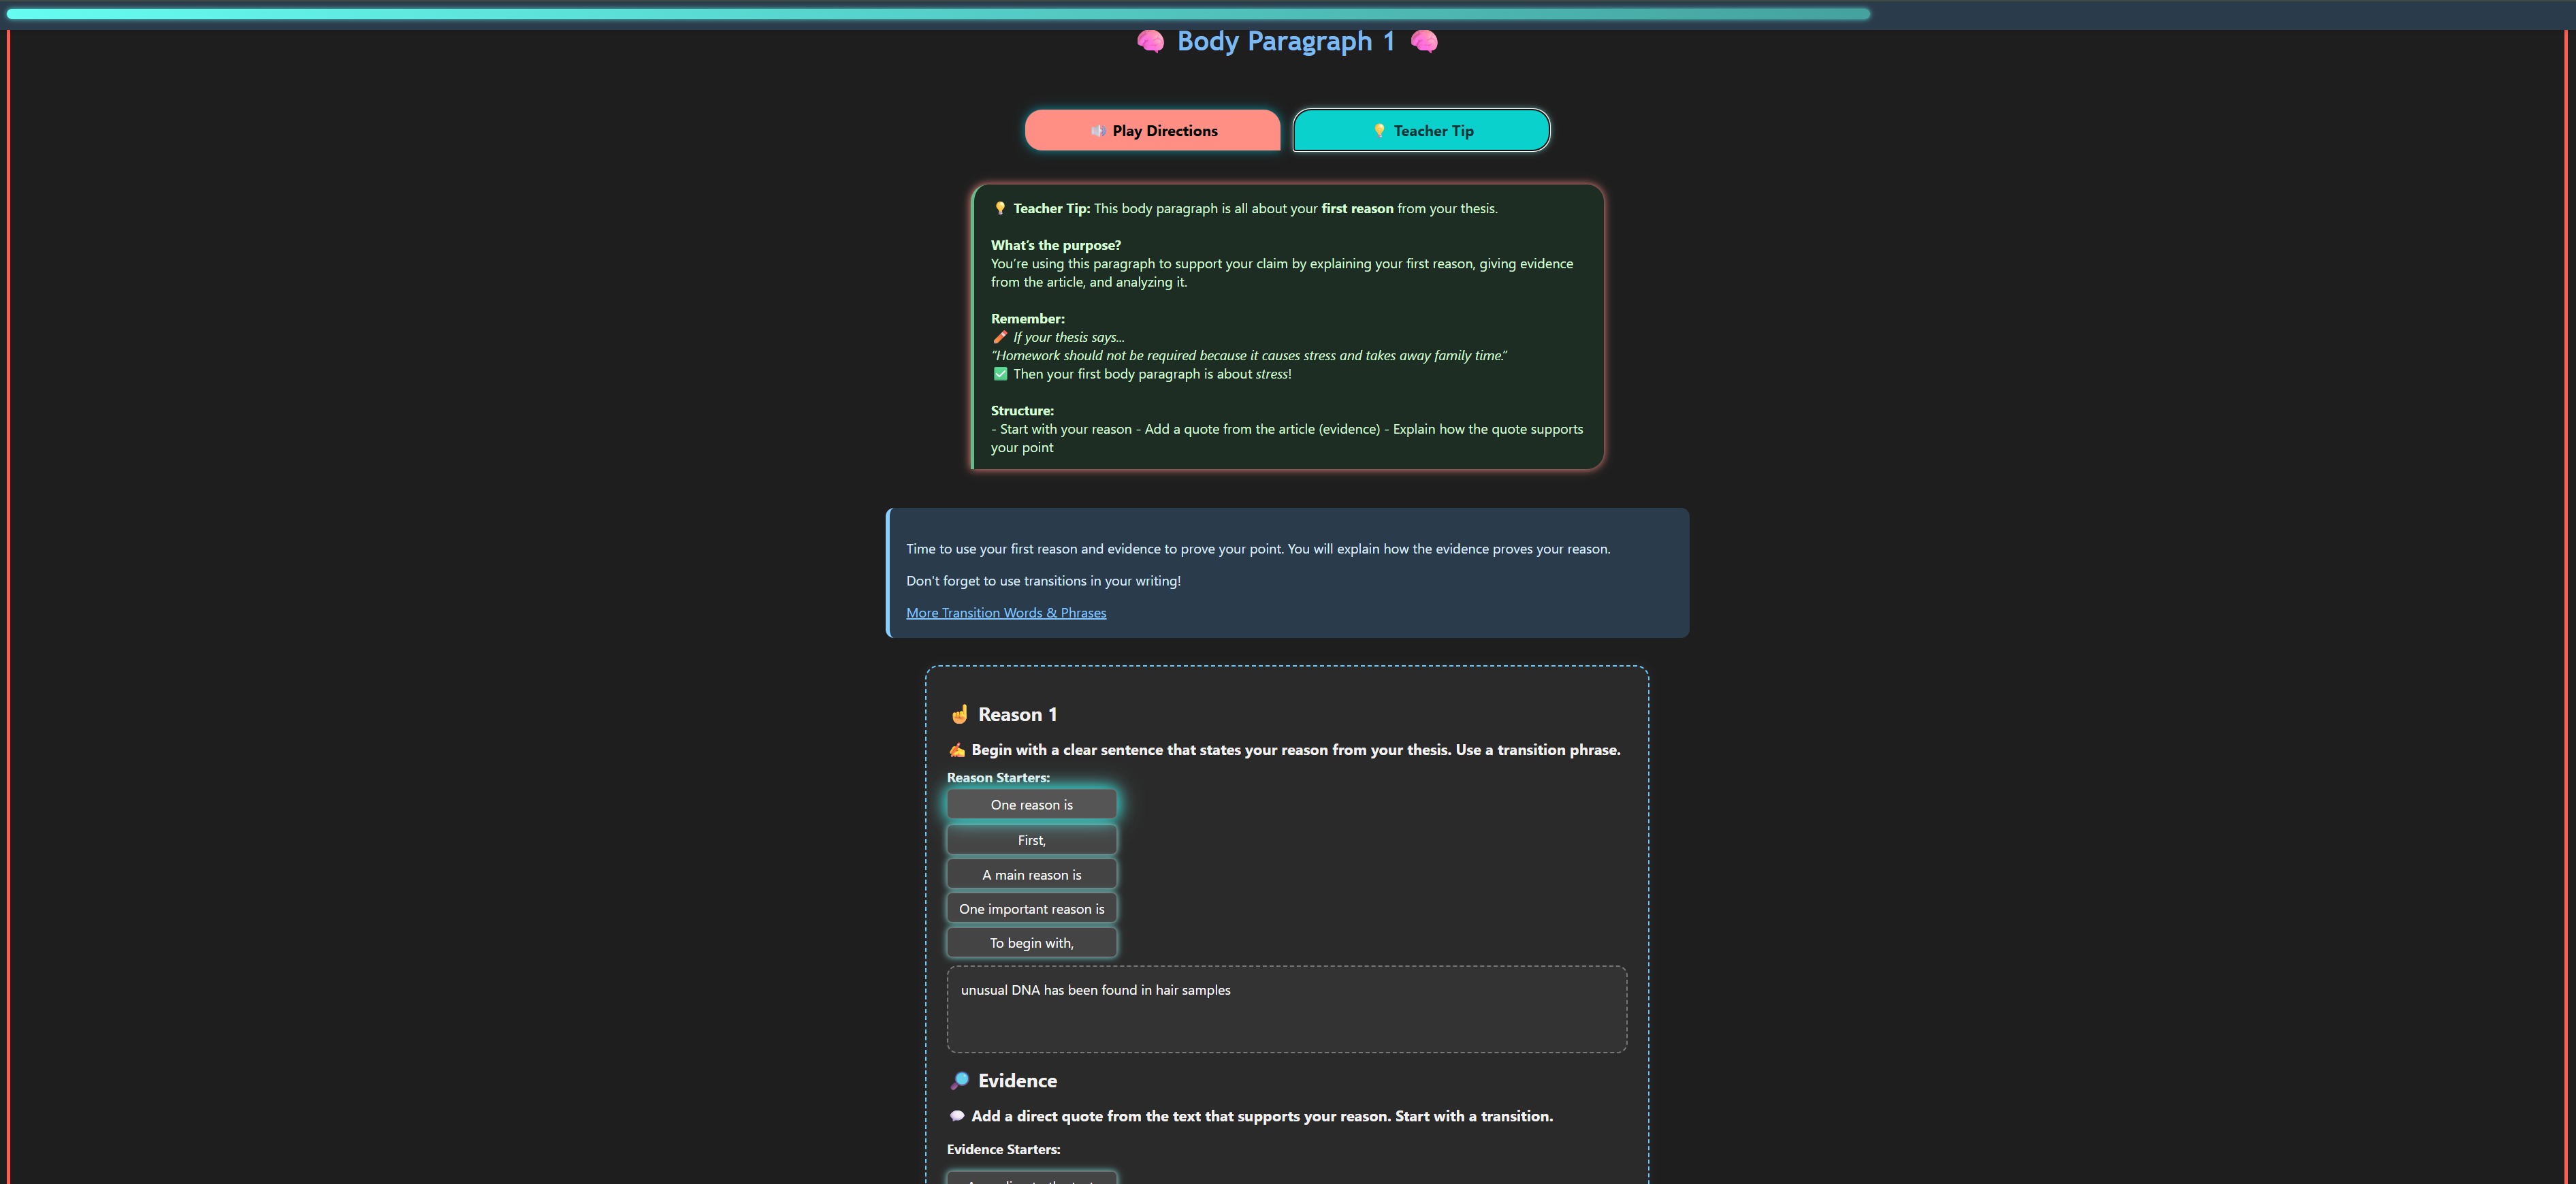 Body Paragraph 1
Play Directions
Teacher Tip
Teacher Tip: This body paragraph is all about your first reason from your thesis.
What's the purpose?
You're using this paragraph to support your claim by explaining your first reason, giving evidence
from the article, and analyzing it.
Remember:
If your thesis says...
“Homework should not be required because it causes stress and takes away family time.”
Then your first body paragraph is about stress!
Structure:
- Start with your reason - Add a quote from the article (evidence) - Explain how the quote supports
your point
Time to use your first reason and evidence to prove your point. You will explain how the evidence proves your reason.
Don't forget to use transitions in your writing!
More Transition Words & Phrases
Reason 1
Begin with a clear sentence that states your reason from your thesis. Use a transition phrase.
Reason Starters:
One reason is
First,
A main reason is
One important reason is
To begin with,
unusual DNA has been found in hair samples
Evidence
Add a direct quote from the text that supports your reason. Start with a transition.
Evidence Starters: